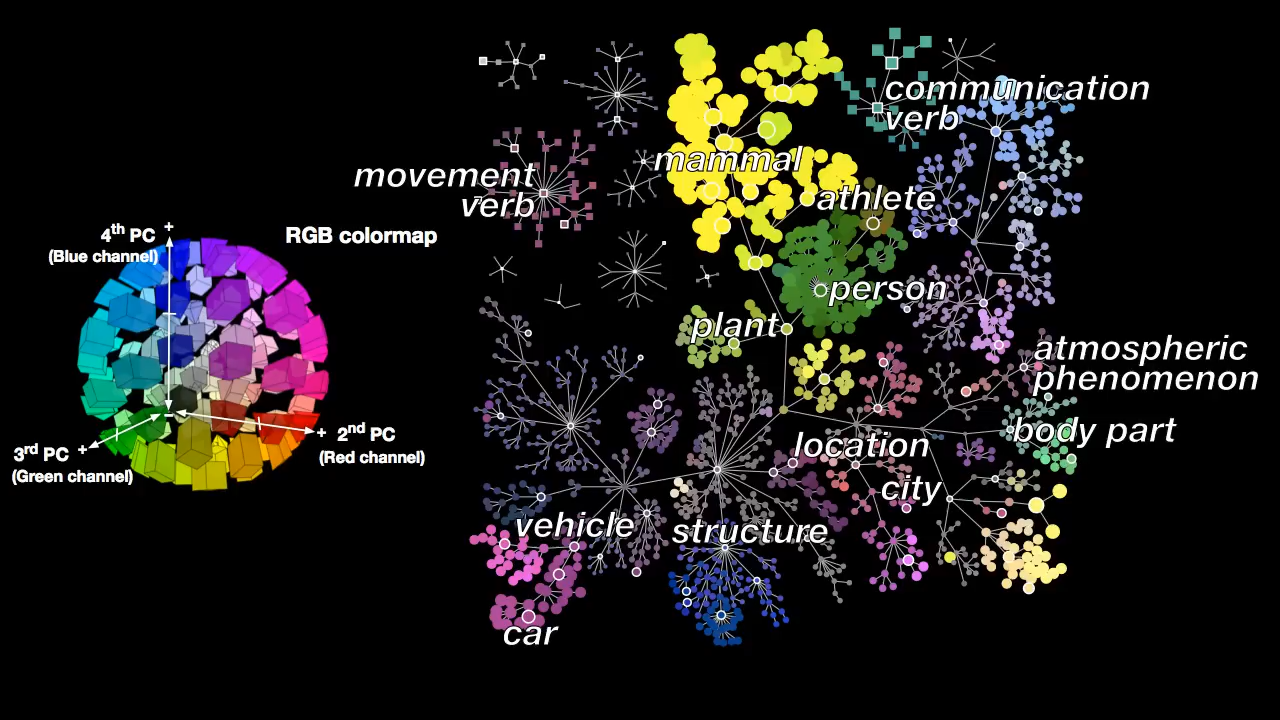 communication
verb
mammal
movement
verb
athlete
4th PC +
(Blue channel)
RGB colormap
person
plant
atmospheric
phenomenon
3rd PC +
(Green channel)
+ 2nd PC
(Red channel)
body part
location
city
vehicle
structure
car